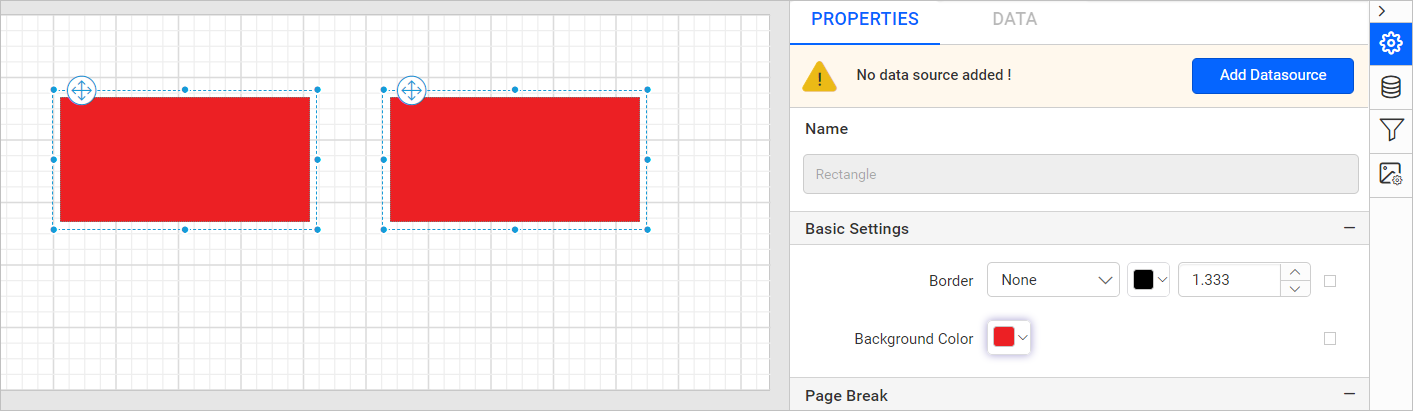 PROPERTIES DATA
No data source added ! Add Datasource
Name
Rectangle
Basic Settings
Border None 1.333
Background Color
Page Break